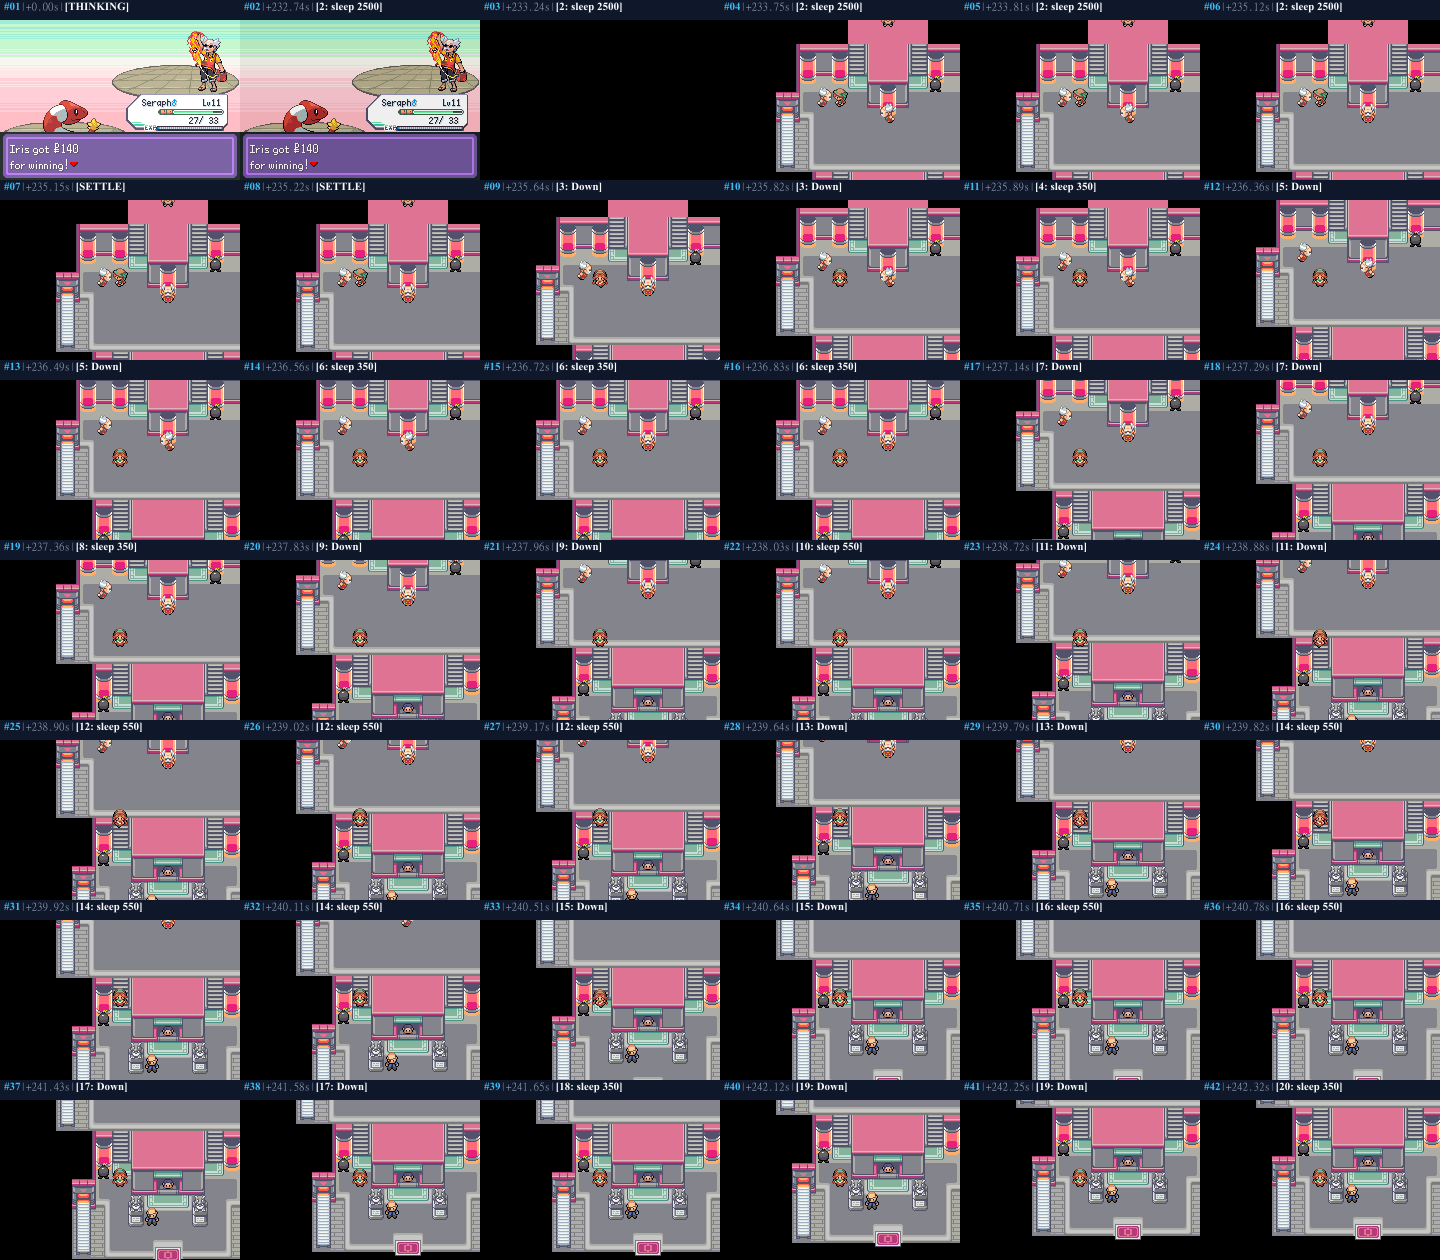 #01|+0.00s|[THINKING]
#02|+232.74s|[2: sleep 2500]
#03|+233.24s|[2: sleep 2500]
#04|+233.75s|[2: sleep 2500]
#05|+233.81s|[2: sleep 2500]
#06|+235.12s|[2: sleep 2500]
Seraph♂ Lv11
27/ 33
EXP
Iris got ₽140
for winning!
Seraph♂ Lv11
27/ 33
EXP
Iris got ₽140
for winning!
#07|+235.15s|[SETTLE]
#08|+235.22s|[SETTLE]
#09|+235.64s|[3: Down]
#10|+235.82s|[3: Down]
#11|+235.89s|[4: sleep 350]
#12|+236.36s|[5: Down]
#13|+236.49s|[5: Down]
#14|+236.56s|[6: sleep 350]
#15|+236.72s|[6: sleep 350]
#16|+236.83s|[6: sleep 350]
#17|+237.14s|[7: Down]
#18|+237.29s|[7: Down]
#19|+237.36s|[8: sleep 350]
#20|+237.83s|[9: Down]
#21|+237.96s|[9: Down]
#22|+238.03s|[10: sleep 550]
#23|+238.72s|[11: Down]
#24|+238.88s|[11: Down]
#25|+238.90s|[12: sleep 550]
#26|+239.02s|[12: sleep 550]
#27|+239.17s|[12: sleep 550]
#28|+239.64s|[13: Down]
#29|+239.79s|[13: Down]
#30|+239.82s|[14: sleep 550]
#31|+239.92s|[14: sleep 550]
#32|+240.11s|[14: sleep 550]
#33|+240.51s|[15: Down]
#34|+240.64s|[15: Down]
#35|+240.71s|[16: sleep 550]
#36|+240.78s|[16: sleep 550]
#37|+241.43s|[17: Down]
#38|+241.58s|[17: Down]
#39|+241.65s|[18: sleep 350]
#40|+242.12s|[19: Down]
#41|+242.25s|[19: Down]
#42|+242.32s|[20: sleep 350]